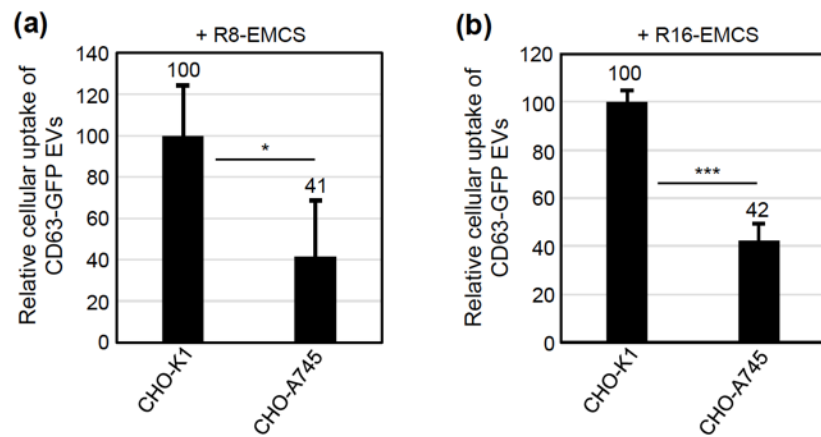 (a)
+ R8-EMCS
Relative cellular uptake of
CD63-GFP EVs
140
120
100
80
60
40
20
0
100
*
41
CHO-K1
CHO-A745
(b)
+ R16-EMCS
Relative cellular uptake of
CD63-GFP EVs
120
100
80
60
40
20
0
100
***
42
CHO-K1
CHO-A745